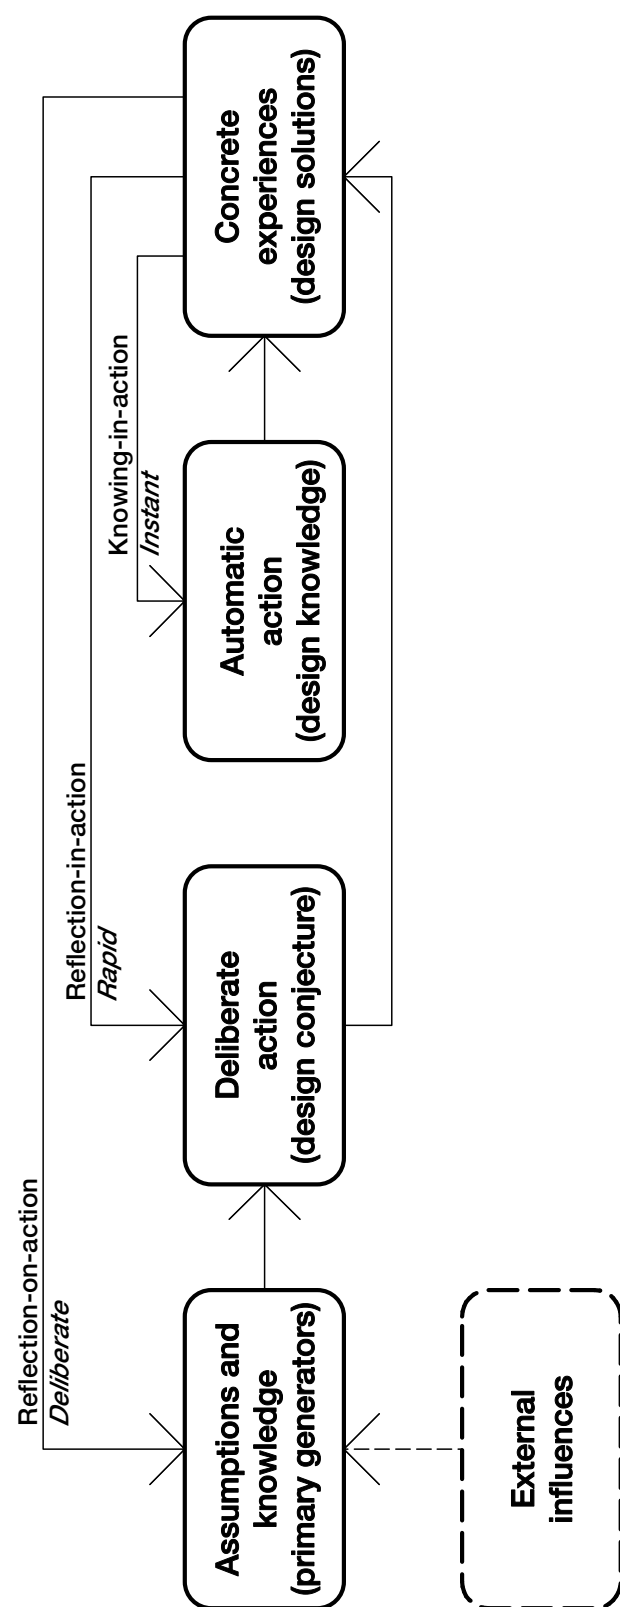 Reflection-on-action
Deliberate
Reflection-in-action
Rapid
Knowing-in-action
Instant
Assumptions and
knowledge
(primary generators)
Deliberate
action
(design conjecture)
Automatic
action
(design knowledge)
Concrete
experiences
(design solutions)
External
influences